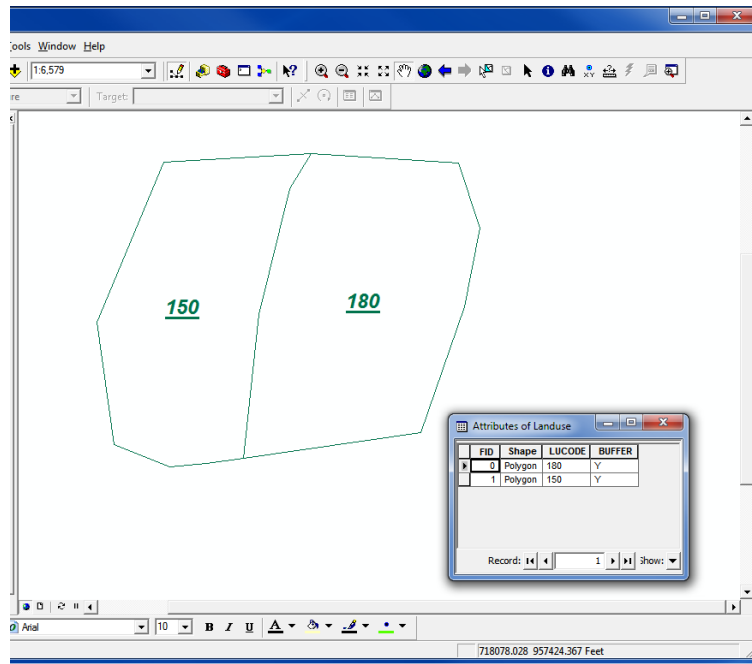 ools Window Help
1:6,579
XY
re Target:
150
180
Attributes of Landuse
FID Shape LUCODE BUFFER
0 Polygon 180 Y
1 Polygon 150 Y
Record: 1 Show:
Arial 10 B I U A
718078.028 957424.367 Feet